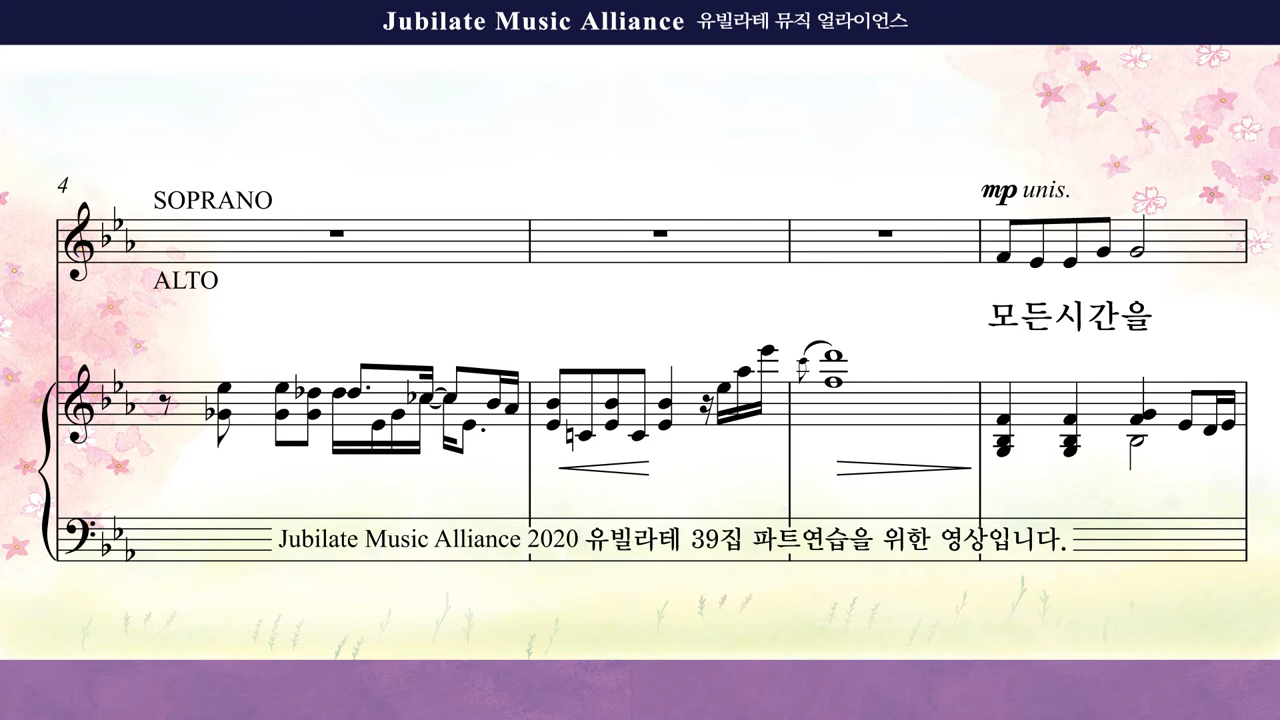 Jubilate Music Alliance 유빌라테 뮤직 얼라이언스
4
SOPRANO
mp unis.
ALTO
모든시간을
Jubilate Music Alliance 2020 유빌라테 39집 파트연습을 위한 영상입니다.